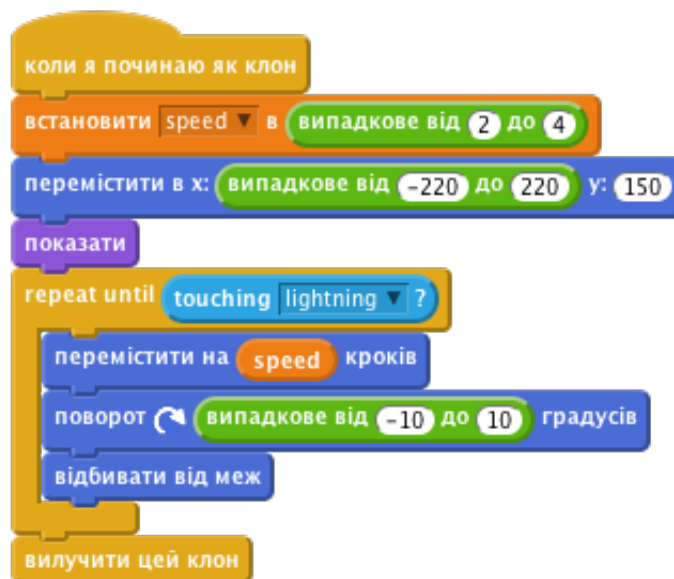 коли я починаю як клон
встановити speed в випадкове від 2 до 4
перемістити в x: випадкове від -220 до 220 y: 150
показати
repeat until touching lightning ?
перемістити на speed кроків
поворот випадкове від -10 до 10 градусів
відбивати від меж
вилучити цей клон